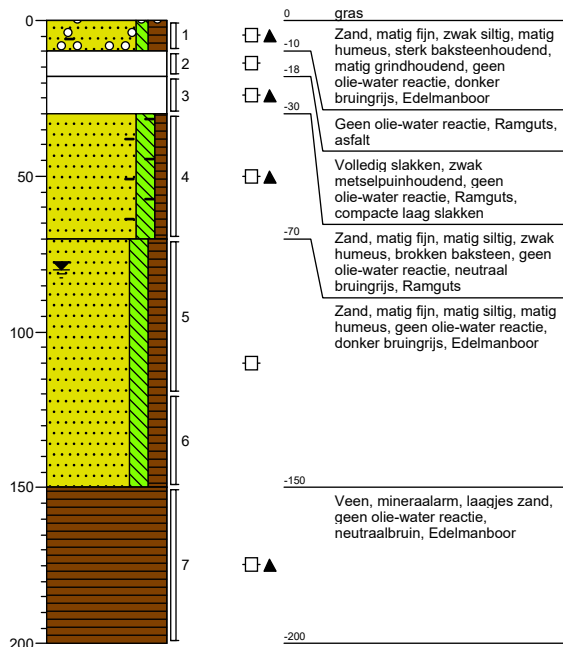 0
50
100
150
200
1
2
3
4
5
6
7
0
gras
Zand, matig fijn, zwak siltig, matig
humeus, sterk baksteenhoudend,
matig grindhoudend, geen
olie-water reactie, donker
bruingrijs, Edelmanboor
-10
Geen olie-water reactie, Ramguts,
asfalt
-18
Volledig slakken, zwak
metselpuinhoudend, geen
olie-water reactie, Ramguts,
compacte laag slakken
-30
Zand, matig fijn, matig siltig, zwak
humeus, brokken baksteen, geen
olie-water reactie, neutraal
bruingrijs, Ramguts
-70
Zand, matig fijn, matig siltig, matig
humeus, geen olie-water reactie,
donker bruingrijs, Edelmanboor
-150
Veen, mineraalarm, laagjes zand,
geen olie-water reactie,
neutraalbruin, Edelmanboor
-200